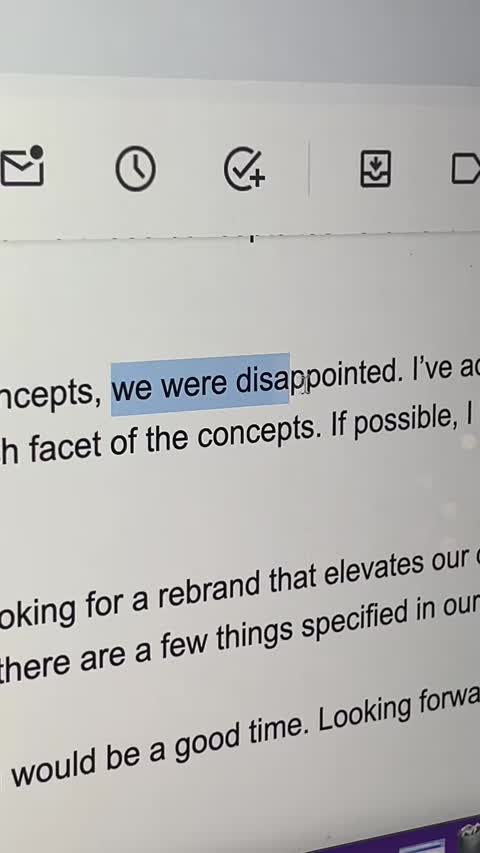 ncepts, we were disappointed. I've ad
h facet of the concepts. If possible, I
oking for a rebrand that elevates our
there are a few things specified in our
would be a good time. Looking forwa